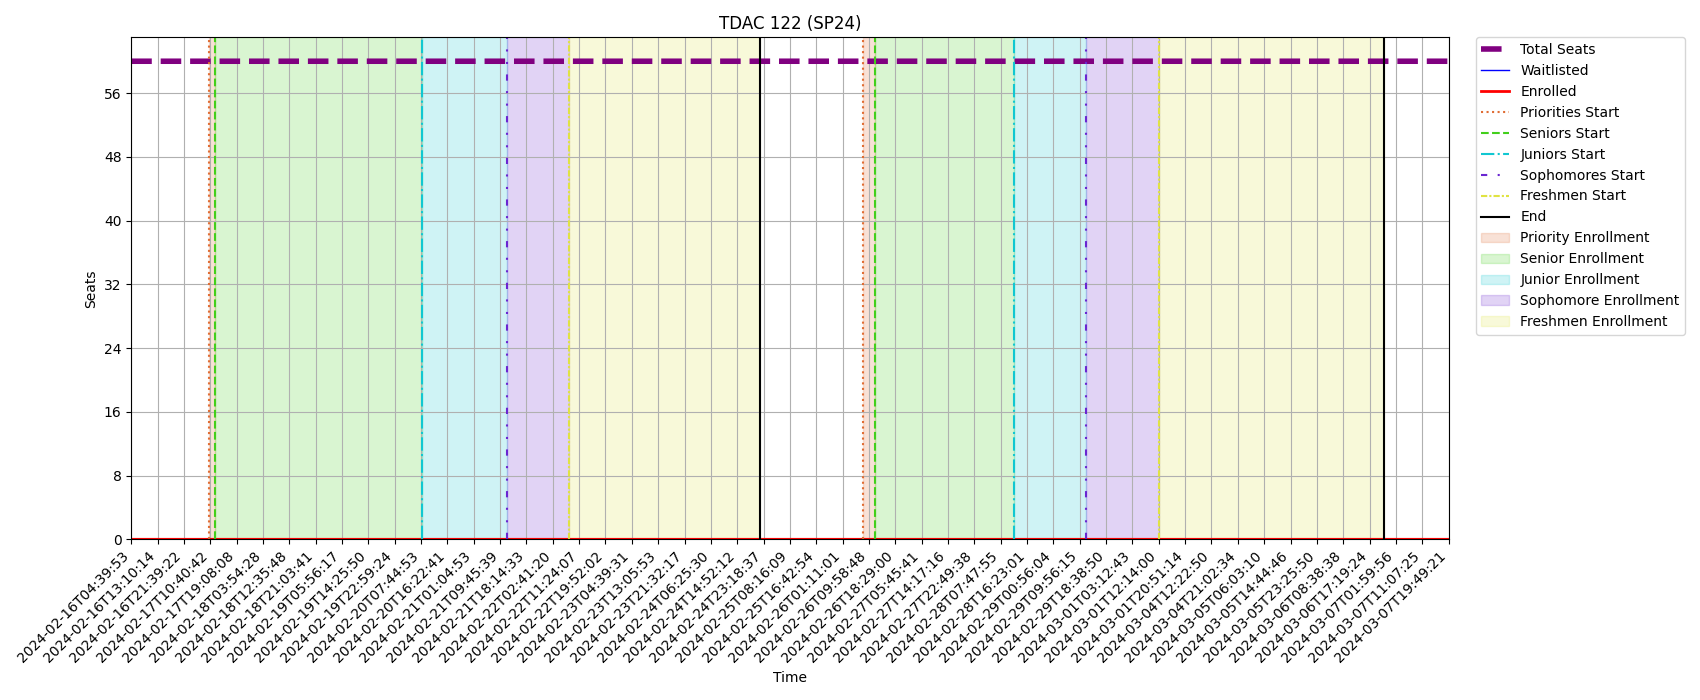 TDAC 122 (SP24)
Seats
56
48
40
32
24
16
8
0
2024-02-16T04:39:53
2024-02-16T13:10:14
2024-02-16T21:39:22
2024-02-17T10:40:42
2024-02-17T19:08:08
2024-02-18T03:54:28
2024-02-18T12:35:48
2024-02-18T21:03:41
2024-02-19T05:56:17
2024-02-19T14:25:50
2024-02-19T22:59:24
2024-02-20T07:44:53
2024-02-20T16:22:41
2024-02-21T01:04:53
2024-02-21T09:45:39
2024-02-21T18:14:33
2024-02-22T02:41:20
2024-02-22T11:24:07
2024-02-22T19:52:02
2024-02-23T04:39:31
2024-02-23T13:05:53
2024-02-23T21:32:17
2024-02-24T06:25:30
2024-02-24T14:52:12
2024-02-24T23:18:37
2024-02-25T08:16:09
2024-02-25T16:42:54
2024-02-26T01:11:01
2024-02-26T09:58:48
2024-02-26T18:29:00
2024-02-27T05:45:41
2024-02-27T14:17:16
2024-02-27T22:49:38
2024-02-28T07:47:55
2024-02-28T16:23:01
2024-02-29T00:56:04
2024-02-29T09:56:15
2024-02-29T18:38:50
2024-03-01T03:12:43
2024-03-01T12:14:00
2024-03-01T20:51:14
2024-03-04T12:22:50
2024-03-04T21:02:34
2024-03-05T06:03:10
2024-03-05T14:44:46
2024-03-05T23:25:50
2024-03-06T08:38:38
2024-03-06T17:19:24
2024-03-07T01:59:56
2024-03-07T11:07:25
2024-03-07T19:49:21
Time
Total Seats
Waitlisted
Enrolled
Priorities Start
Seniors Start
Juniors Start
Sophomores Start
Freshmen Start
End
Priority Enrollment
Senior Enrollment
Junior Enrollment
Sophomore Enrollment
Freshmen Enrollment